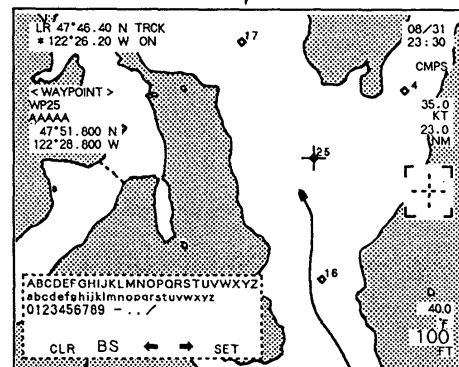 LR 47°46.40 N TRCK
* 122°26.20 W ON
17
08/31
23:30
CMPS
4
<WAYPOINT>
WP25
AAAAA
47°51.800 N
122°28.800 W
35.0
KT
23.0
NM
25
16
ABCDEFGHIJKLMNOPQRSTUVWXYZ
abcdefghijklmnopqrstuvwxyz
0123456789 - . . /
CLR BS ← → SET
40.0
°F
100
FT